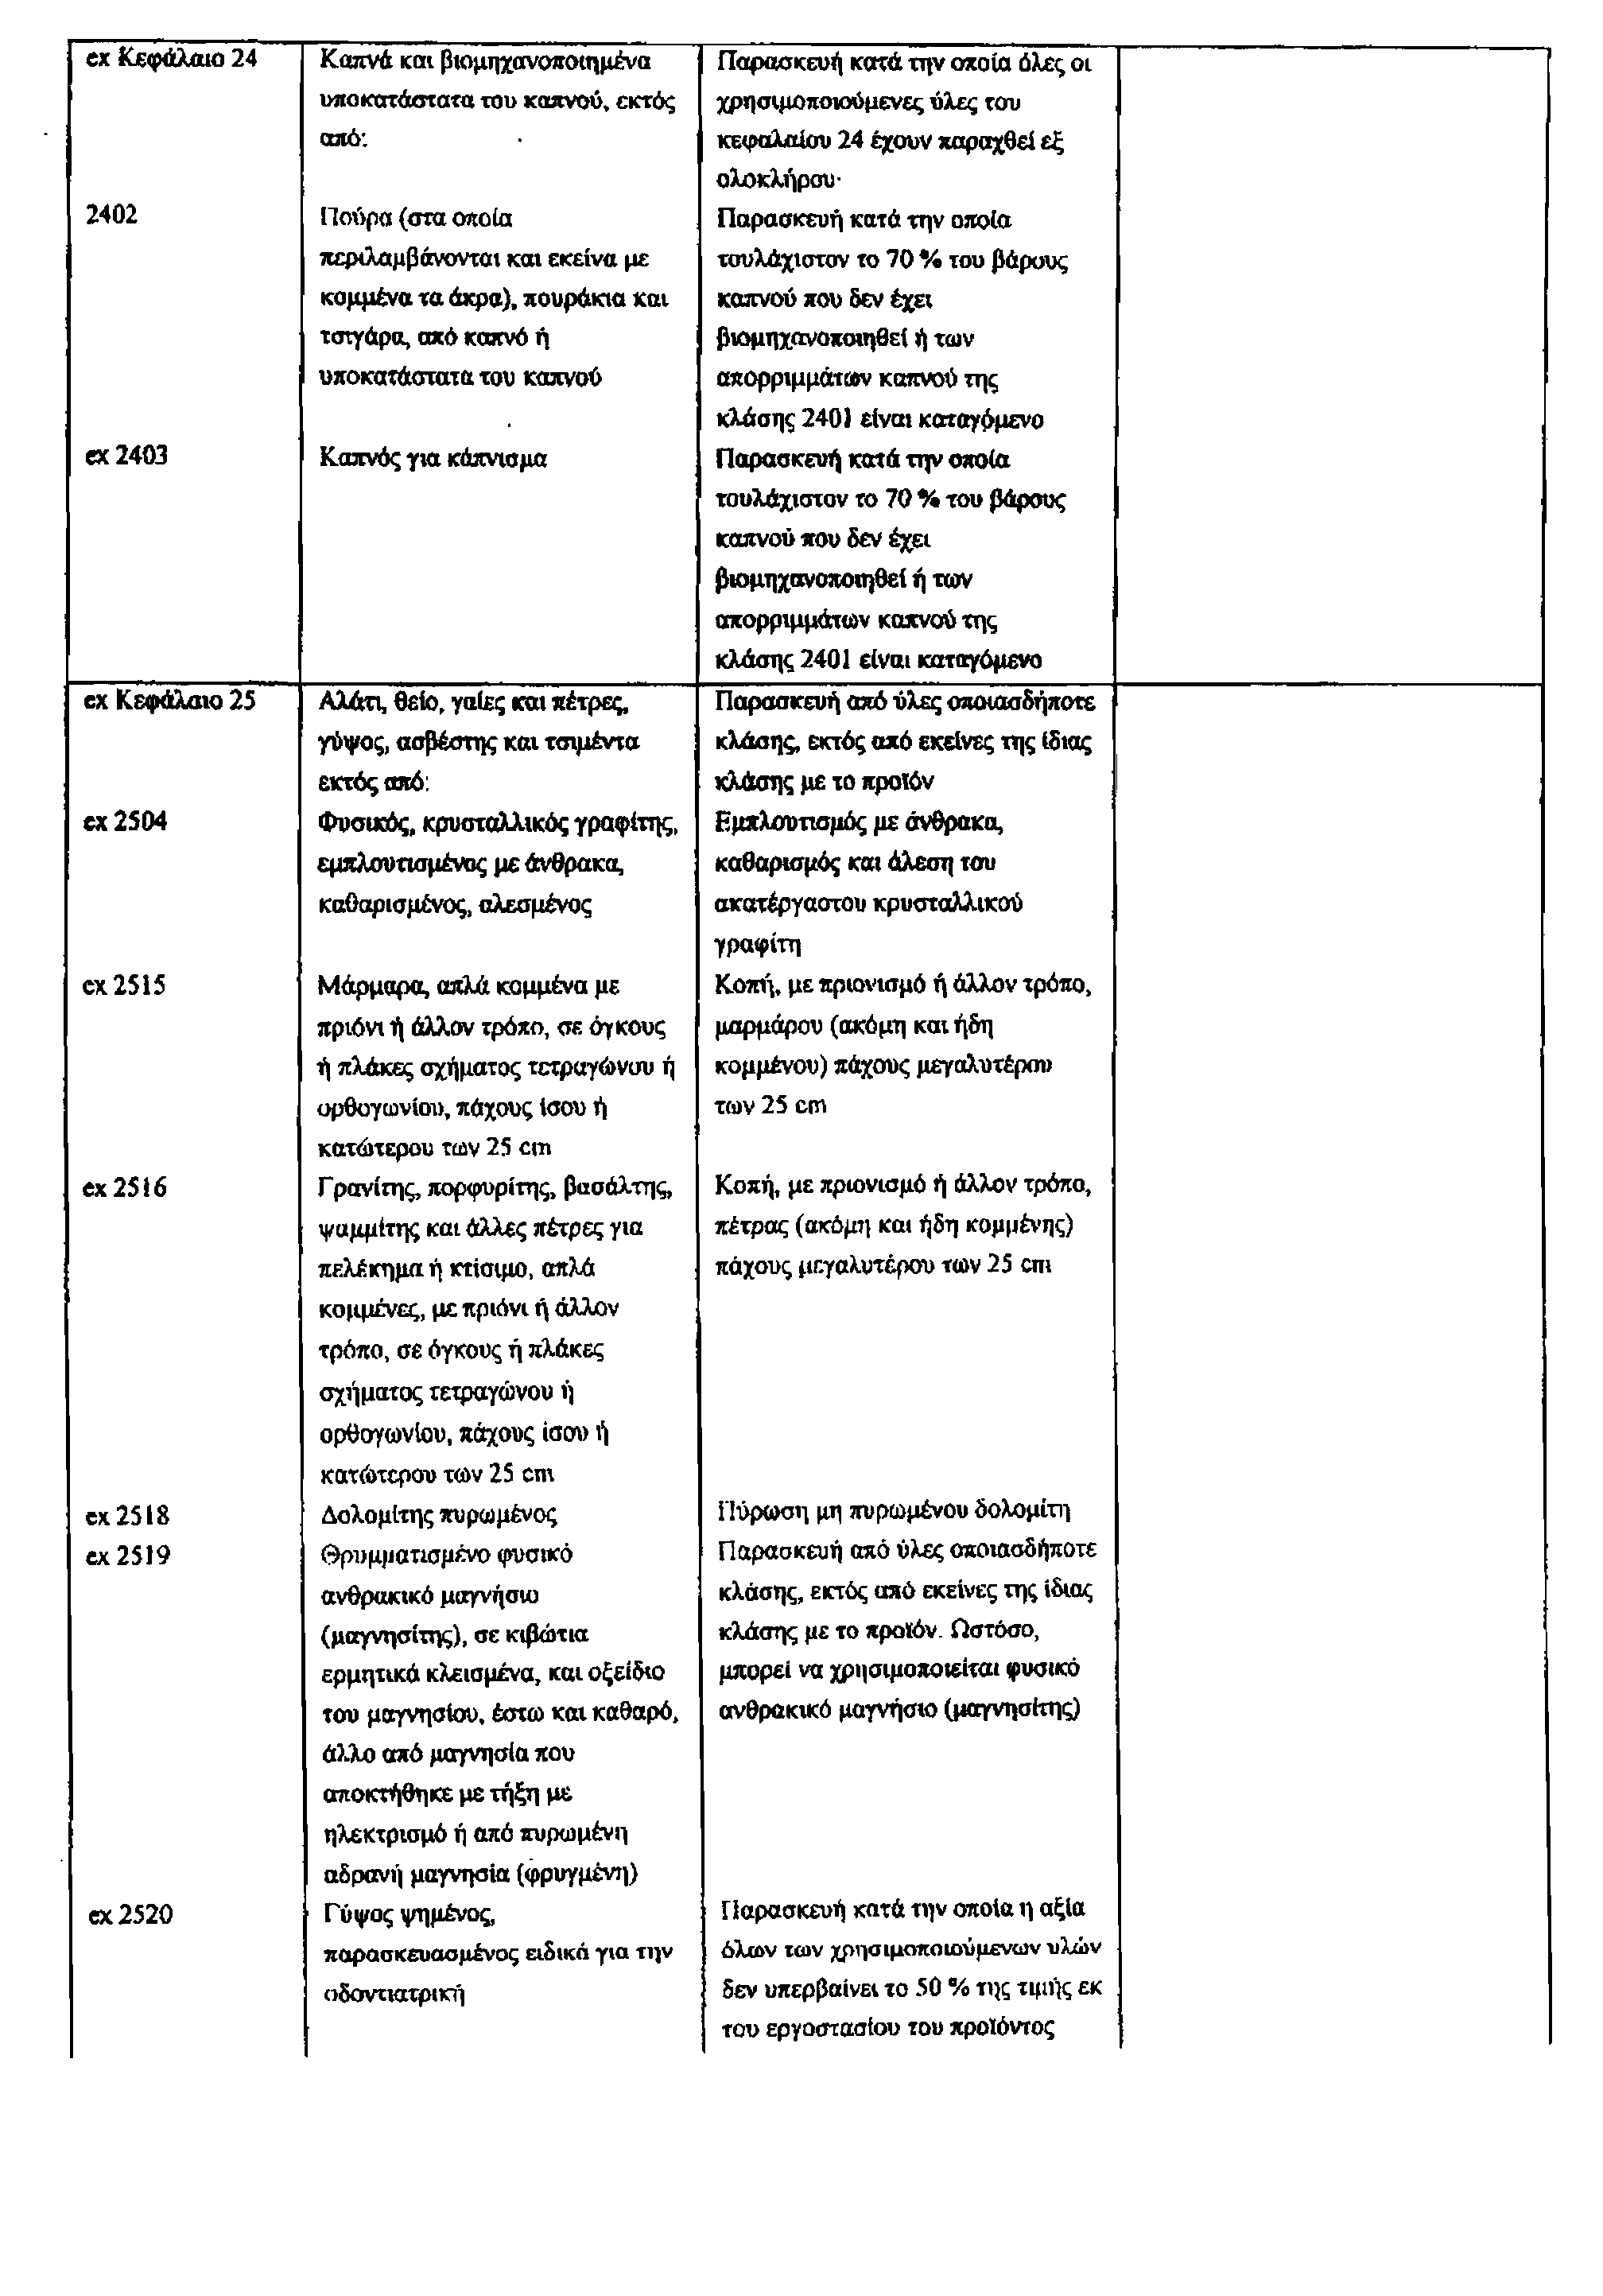 ex Κεφάλαιο 24
Καπνά και βιομηχανοποιημένα
υποκατάστατα του καπνού, εκτός
από:
Παρασκευή κατά την οποία όλες οι
χρησιμοποιούμενες ύλες του
κεφαλαίου 24 έχουν παραχθεί εξ
ολοκλήρου·
2402
Πούρα (στα οποία
περιλαμβάνονται και εκείνα με
κομμένα τα άκρα), πουράκια και
τσιγάρα, από καπνό ή
υποκατάστατα του καπνού
Παρασκευή κατά την οποία
τουλάχιστον το 70 % του βάρους
καπνού που δεν έχει
βιομηχανοποιηθεί ή των
απορριμμάτων καπνού της
κλάσης 2401 είναι καταγόμενο
ex 2403
Καπνός για κάπνισμα
Παρασκευή κατά την οποία
τουλάχιστον το 70 % του βάρους
καπνού που δεν έχει
βιομηχανοποιηθεί ή των
απορριμμάτων καπνού της
κλάσης 2401 είναι καταγόμενο
ex Κεφάλαιο 25
Αλάτι, θείο, γαίες και πέτρες,
γύψος, ασβέστης και τσιμέντα
εκτός από:
Παρασκευή από ύλες οποιασδήποτε
κλάσης, εκτός από εκείνες της ίδιας
κλάσης με το προϊόν
ex 2504
Φυσικός, κρυσταλλικός γραφίτης,
εμπλουτισμένος με άνθρακα,
καθαρισμένος, αλεσμένος
Εμπλουτισμός με άνθρακα,
καθαρισμός και άλεση του
ακατέργαστου κρυσταλλικού
γραφίτη
ex 2515
Μάρμαρα, απλά κομμένα με
πριόνι ή άλλον τρόπο, σε όγκους
ή πλάκες σχήματος τετραγώνου ή
ορθογωνίου, πάχους ίσου ή
κατώτερου των 25 cm
Κοπή, με πριονισμό ή άλλον τρόπο,
μαρμάρου (ακόμη και ήδη
κομμένου) πάχους μεγαλυτέρου
των 25 cm
ex 2516
Γρανίτης, πορφυρίτης, βασάλτης,
ψαμμίτης και άλλες πέτρες για
πελέκημα ή κτίσιμο, απλά
κομμένες, με πριόνι ή άλλον
τρόπο, σε όγκους ή πλάκες
σχήματος τετραγώνου ή
ορθογωνίου, πάχους ίσου ή
κατώτερου των 25 cm
Κοπή, με πριονισμό ή άλλον τρόπο,
πέτρας (ακόμη και ήδη κομμένης)
πάχους μεγαλυτέρου των 25 cm
ex 2518
Δολομίτης πυρωμένος
Πύρωση μη πυρωμένου δολομίτη
ex 2519
Θρυμματισμένο φυσικό
ανθρακικό μαγνήσιο
(μαγνησίτης), σε κιβώτια
ερμητικά κλεισμένα, και οξείδιο
του μαγνησίου, έστω και καθαρό,
άλλο από μαγνησία που
αποκτήθηκε με τήξη με
ηλεκτρισμό ή από πυρωμένη
αδρανή μαγνησία (φρυγμένη)
Παρασκευή από ύλες οποιασδήποτε
κλάσης, εκτός από εκείνες της ίδιας
κλάσης με το προϊόν. Ωστόσο,
μπορεί να χρησιμοποιείται φυσικό
ανθρακικό μαγνήσιο (μαγνησίτης)
ex 2520
Γύψος ψημένος,
παρασκευασμένος ειδικά για την
οδοντιατρική
Παρασκευή κατά την οποία η αξία
όλων των χρησιμοποιούμενων υλών
δεν υπερβαίνει το 50 % της τιμής εκ
του εργοστασίου του προϊόντος